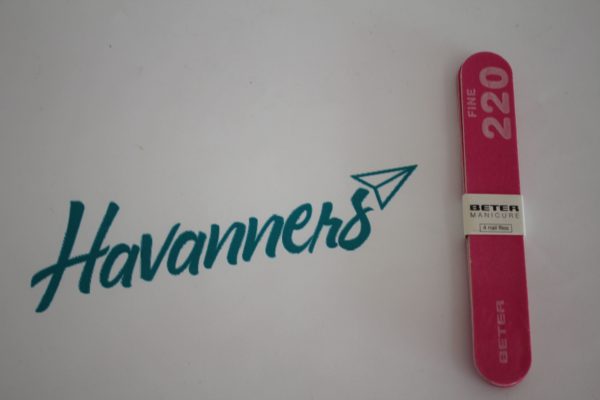 Havanners
FINE
220
BETER
MANICURE
4 nail files
BETER